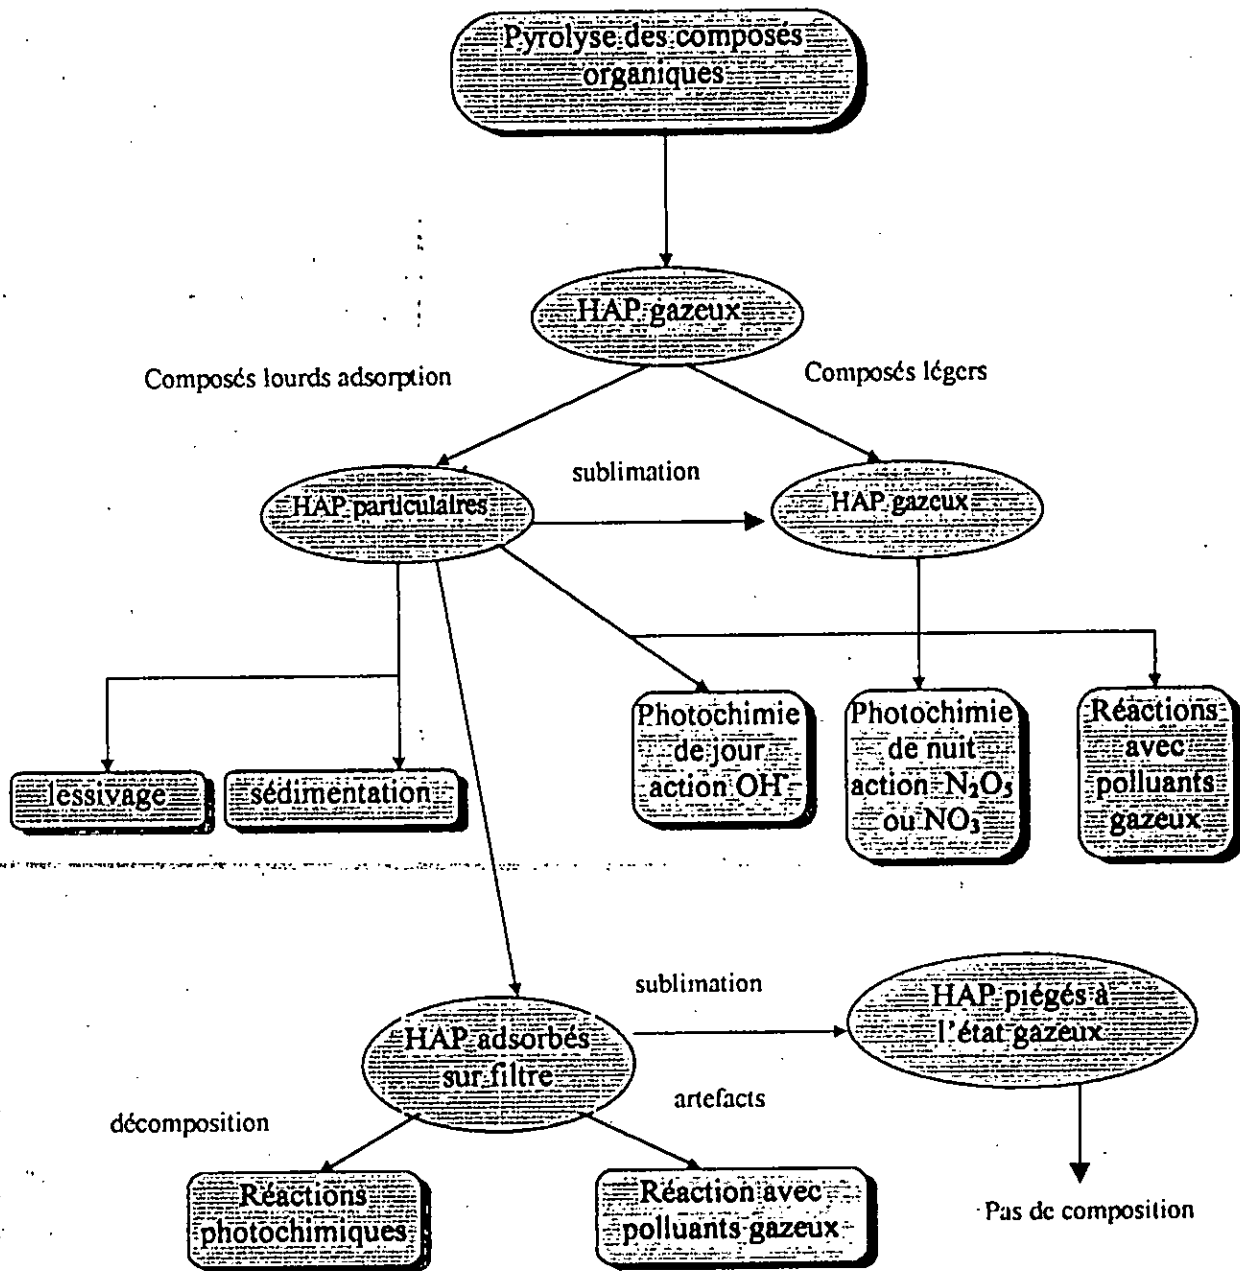 Pyrolyse des composés
organiques
HAP gazeux
Composés lourds adsorption
Composés légers
sublimation
HAP particulaires
HAP gazeux
Photochimie
de jour
action OH-
Photochimie
de nuit
action N₂O₅
ou NO₃
Réactions
avec
polluants
gazeux
lessivage
sédimentation
sublimation
HAP piégés à
l'état gazeux
HAP adsorbés
sur filtre
artefacts
décomposition
Réactions
photochimiques
Réaction avec
polluants gazeux
Pas de composition